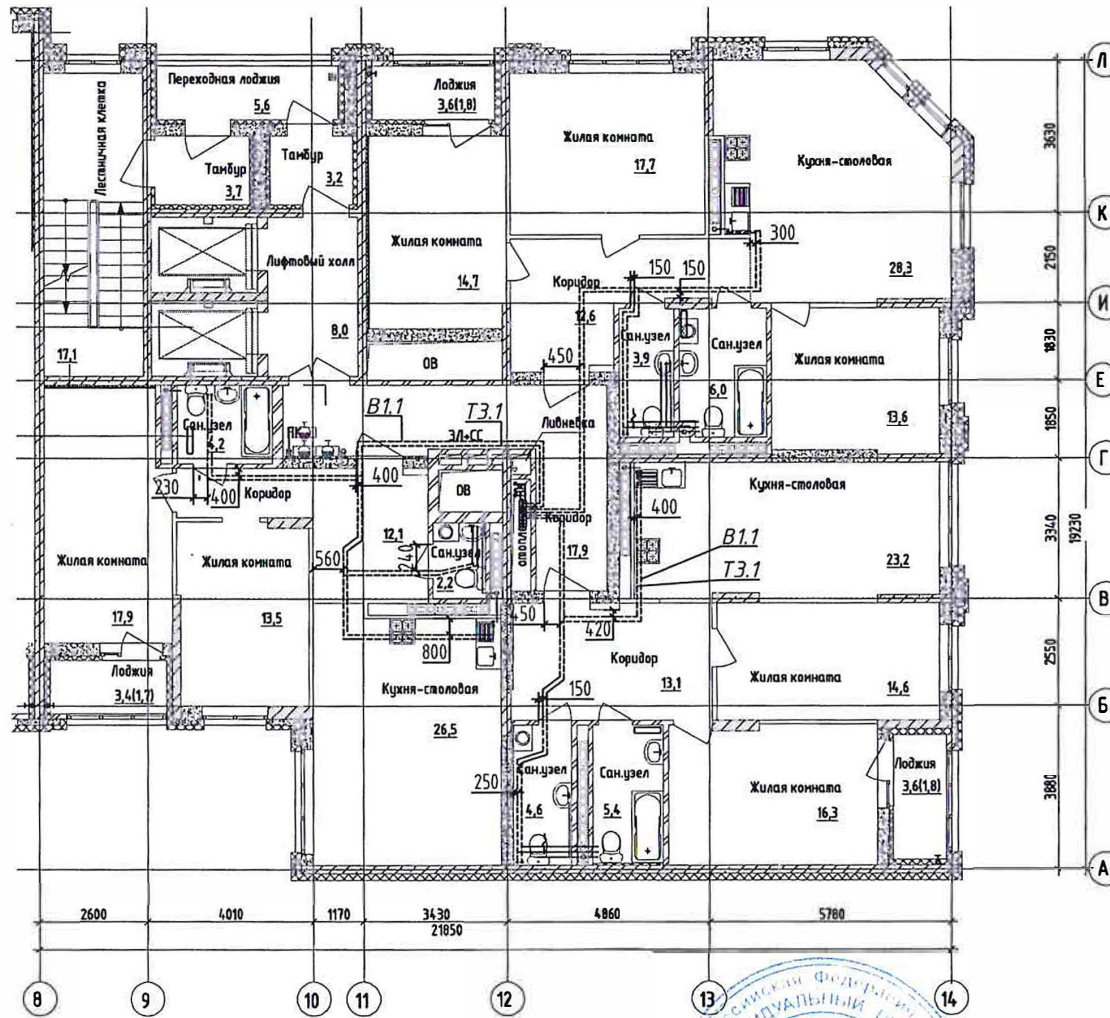 Л
Переходная лоджия
5,6
Лоджия
3,6(1,8)
Жилая комната
17,7
Кухня-столовая
3630
Лестничная клетка
Тамбур
3,7
Тамбур
3,2
К
Жилая комната
14,7
300
28,3
2150
Лифтовый холл
Коридор
150
150
И
8,0
12,6
Сан.узел
3,9
Сан.узел
6,0
Жилая комната
13,6
1830
17,1
ОВ
450
Е
Сан.узел
4,2
В1.1
Т3.1
ЭЛ+СС
Ливневка
1850
Г
230
400
Коридор
400
ОВ
Коридор
17,9
400
Кухня-столовая
23,2
3340
19230
Жилая комната
17,9
Жилая комната
13,5
560
12,1
240
Сан.узел
2,2
отопл
В1.1
Т3.1
В
450
420
800
Лоджия
3,4(1,7)
Кухня-столовая
26,5
Коридор
13,1
150
Жилая комната
14,6
2550
Б
250
Сан.узел
4,6
Сан.узел
5,4
Жилая комната
16,3
Лоджия
3,6(1,8)
3880
А
2600
4010
1170
3430
4860
5780
21850
8
9
10
11
12
13
14